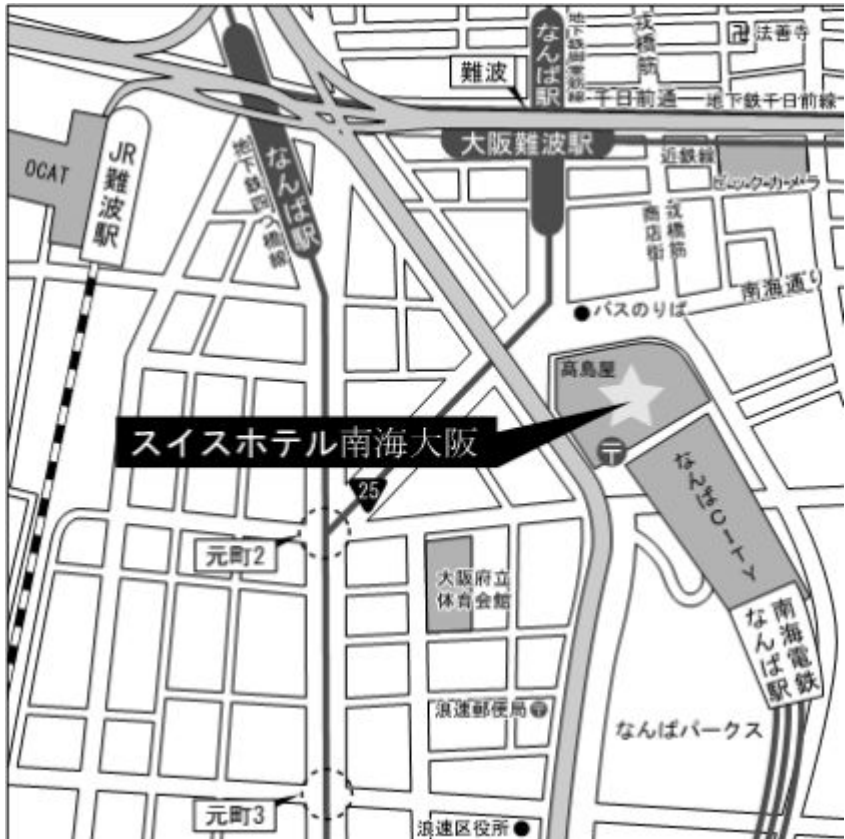 なんば駅
地下鉄御堂筋線
戎橋筋
卍法善寺
難波
千日前通
地下鉄千日前線
大阪難波駅
近鉄線
ビックカメラ
OCAT
JR難波駅
なんば駅
地下鉄四つ橋線
戎橋筋
商店街
南海通り
バスのりば
高島屋
スイスホテル南海大阪
〒
なんばCITY
25
元町2
大阪府立
体育会館
南海電鉄
なんば駅
浪速郵便局〒
なんばパークス
元町3
浪速区役所